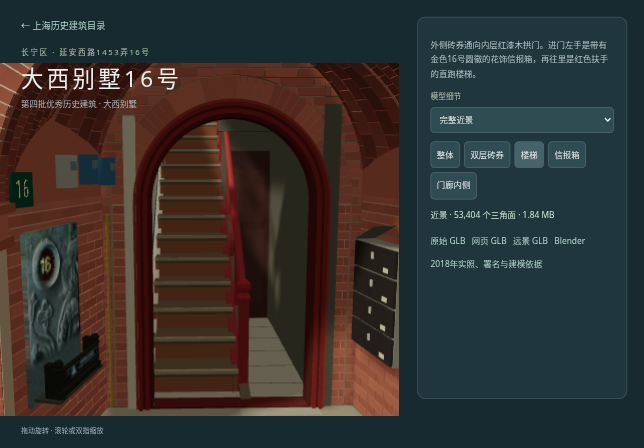 ← 上海历史建筑目录
长宁区 · 延安西路1453弄16号
大西别墅16号
第四批优秀历史建筑 · 大西别墅
16
16
拖动旋转 · 滚轮或双指缩放
外侧砖券通向内层红漆木拱门。进门左手是带有
金色16号圆徽的花饰信报箱，再往里是红色扶手
的直跑楼梯。
模型细节
完整近景
整体 双层砖券 楼梯 信报箱
门廊内侧
近景 · 53,404 个三角面 · 1.84 MB
原始 GLB 网页 GLB 远景 GLB Blender
2018年实照、署名与建模依据